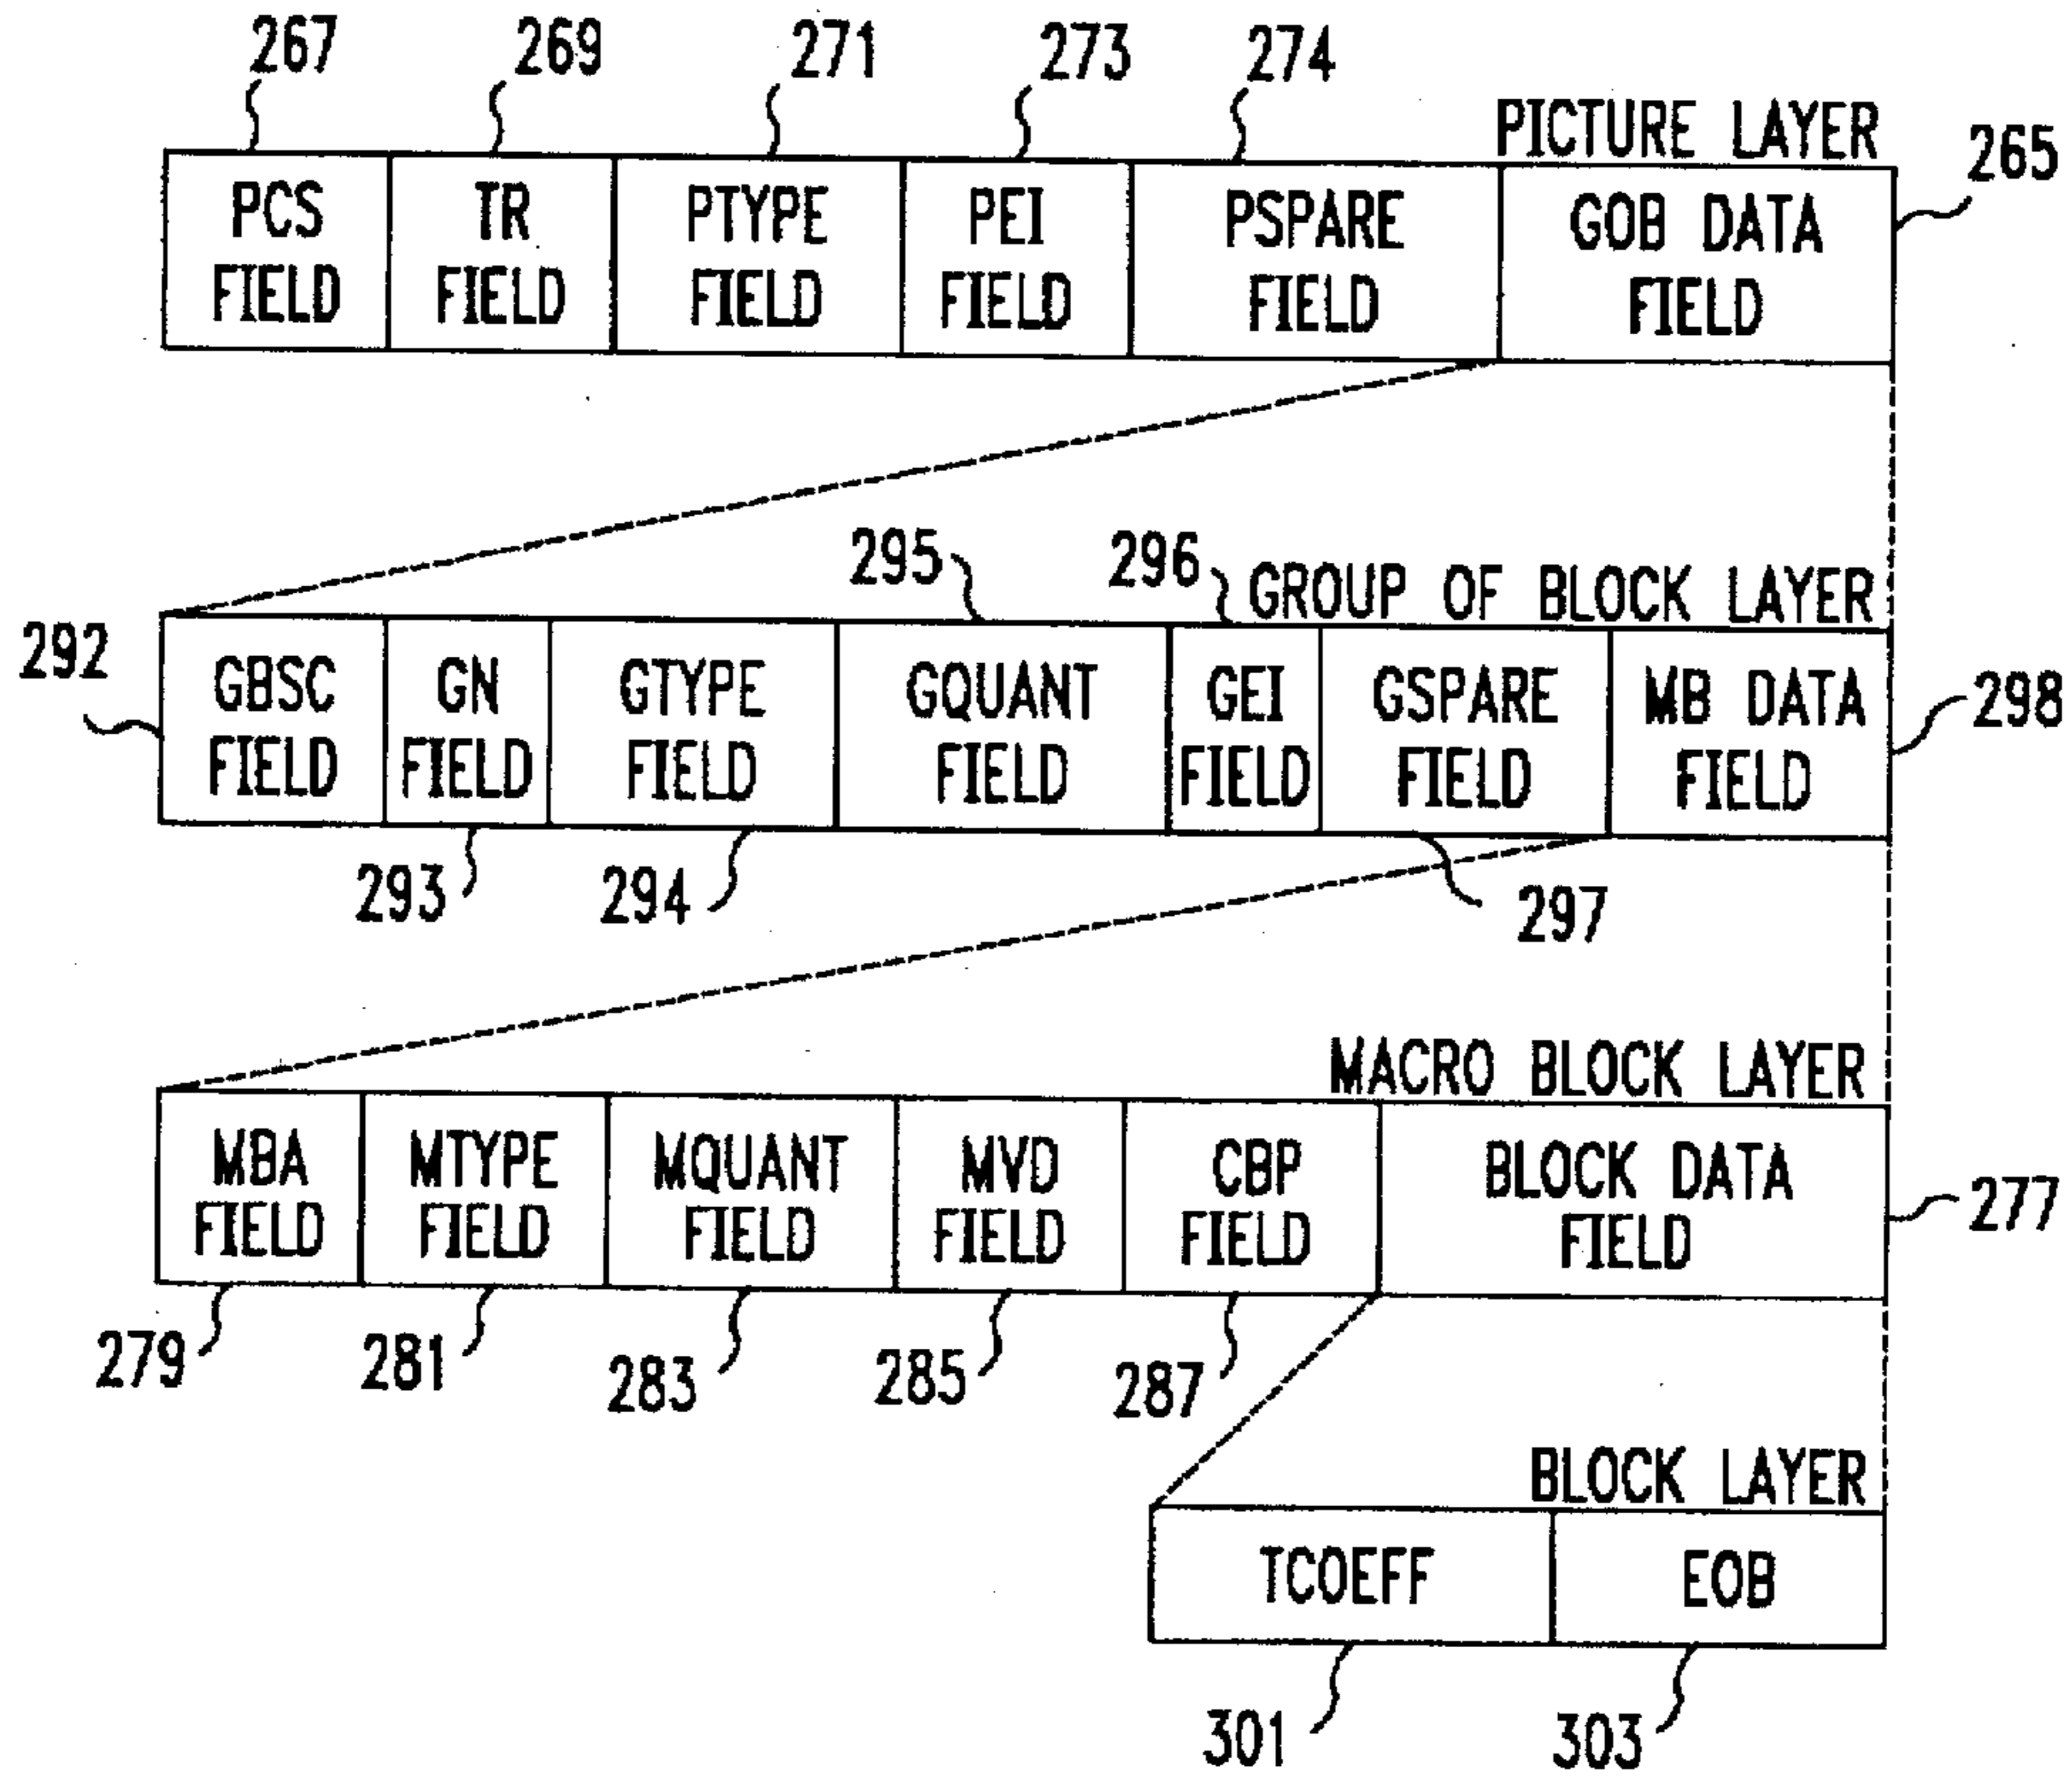 267 269 271 273 274
PICTURE LAYER
265
PCS FIELD
TR FIELD
PTYPE FIELD
PEI FIELD
PSPARE FIELD
GOB DATA FIELD
295 296
GROUP OF BLOCK LAYER
292
GBSC FIELD
GN FIELD
GTYPE FIELD
GQUANT FIELD
GEI FIELD
GSPARE FIELD
MB DATA FIELD
298
293 294 297
MACRO BLOCK LAYER
MBA FIELD
MTYPE FIELD
MQUANT FIELD
MVD FIELD
CBP FIELD
BLOCK DATA FIELD
277
279 281 283 285 287
BLOCK LAYER
TCOEFF
EOB
301 303